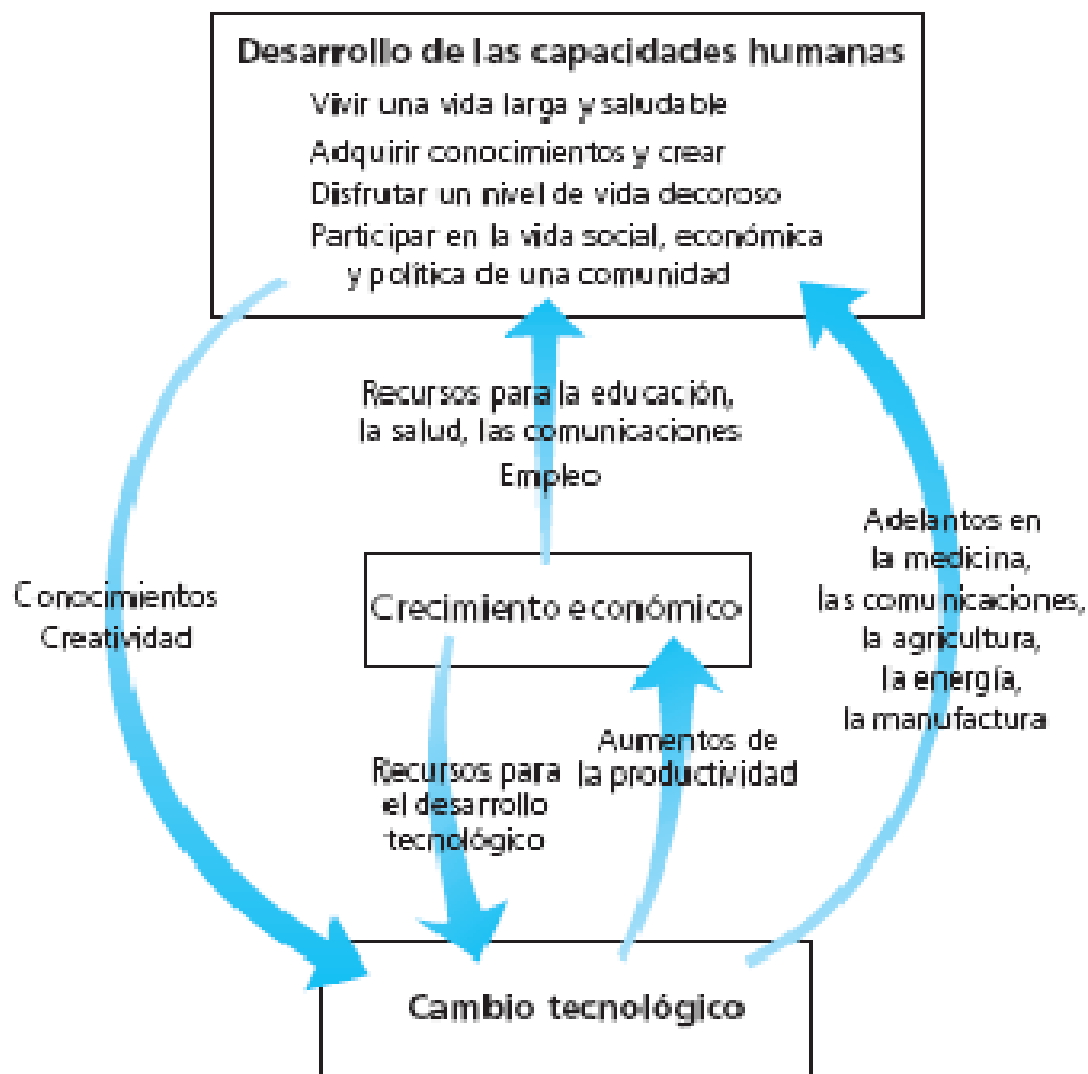 Desarrollo de las capacidades humanas
Vivir una vida larga y saludable
Adquirir conocimientos y crear
Disfrutar un nivel de vida decoroso
Participar en la vida social, económica
y política de una comunidad
Recursos para la educación,
la salud, las comunicaciones
Empleo
Conocimientos
Creatividad
Crecimiento económico
Adelantos en
la medicina,
las comunicaciones,
la agricultura,
la energía,
la manufactura
Recursos para
el desarrollo
tecnológico
Aumentos de
la productividad
Cambio tecnológico